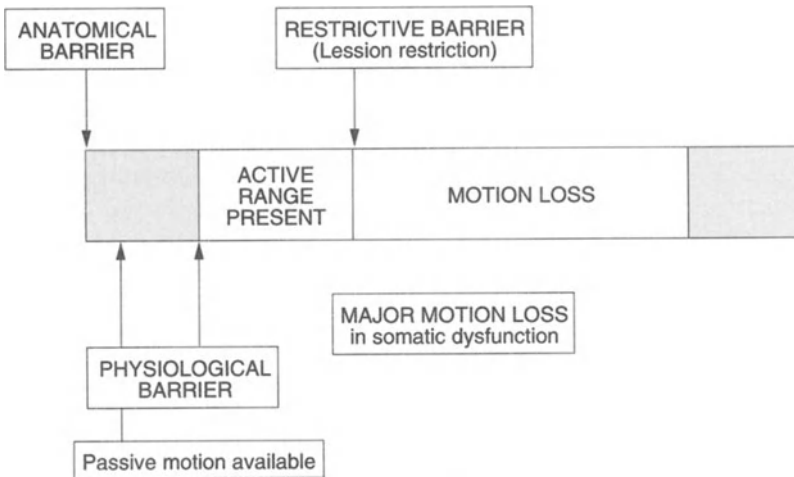 ANATOMICAL
BARRIER
RESTRICTIVE BARRIER
(Lession restriction)
ACTIVE
RANGE
PRESENT
MOTION LOSS
MAJOR MOTION LOSS
in somatic dysfunction
PHYSIOLOGICAL
BARRIER
Passive motion available